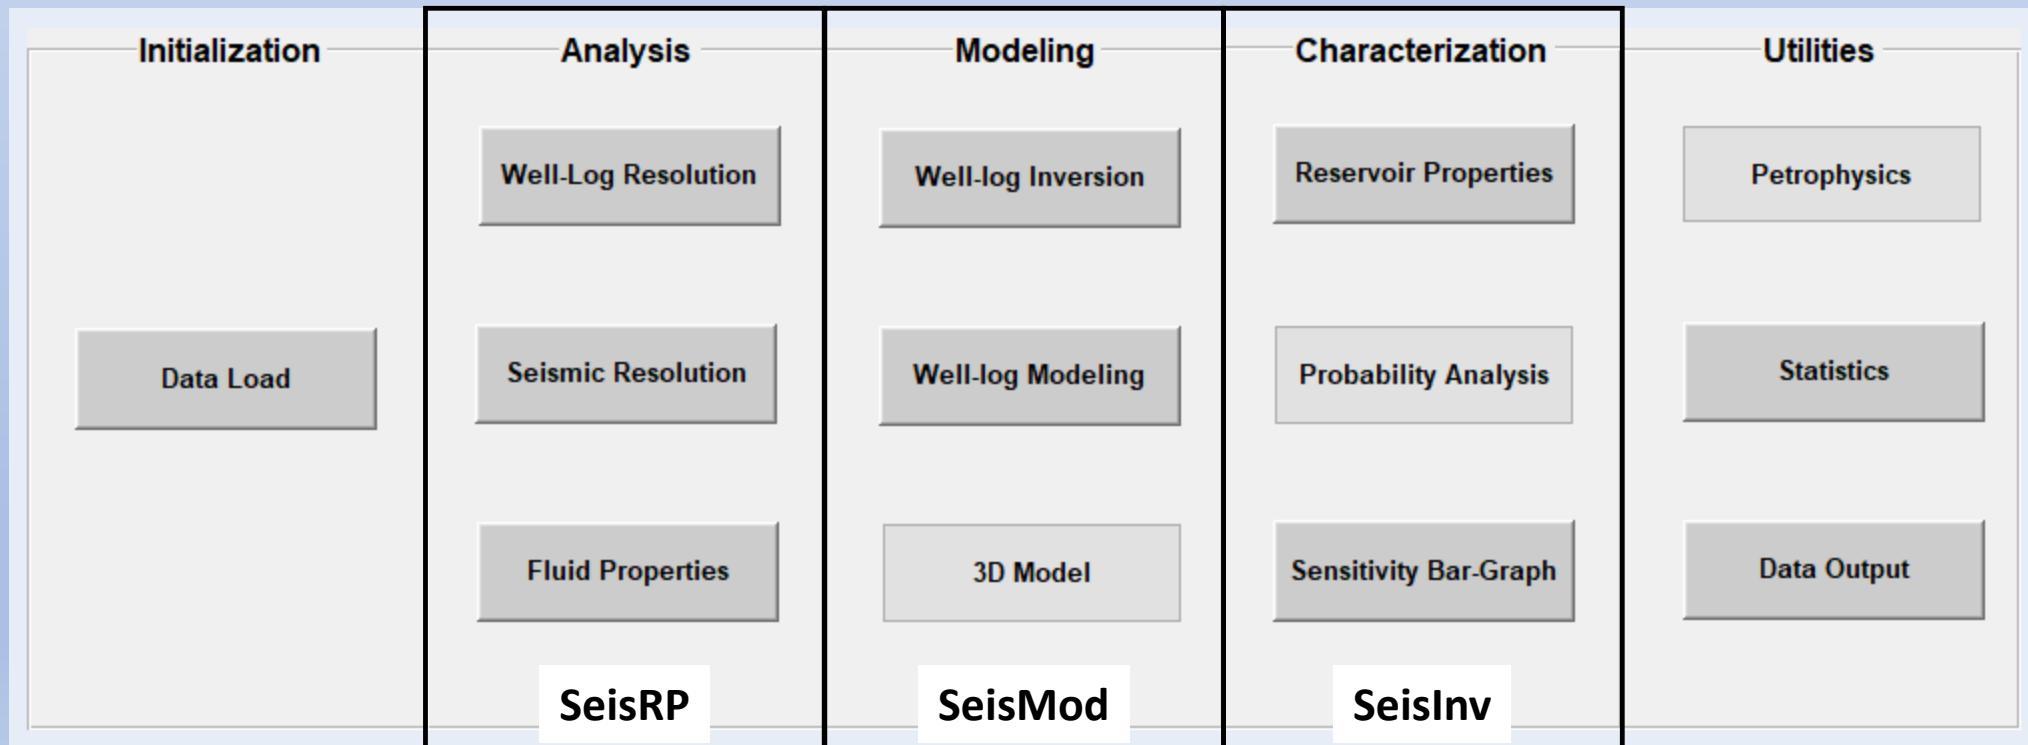 Initialization
Data Load
Analysis
Well-Log Resolution
Seismic Resolution
Fluid Properties
SeisRP
Modeling
Well-log Inversion
Well-log Modeling
3D Model
SeisMod
Characterization
Reservoir Properties
Probability Analysis
Sensitivity Bar-Graph
SeisInv
Utilities
Petrophysics
Statistics
Data Output